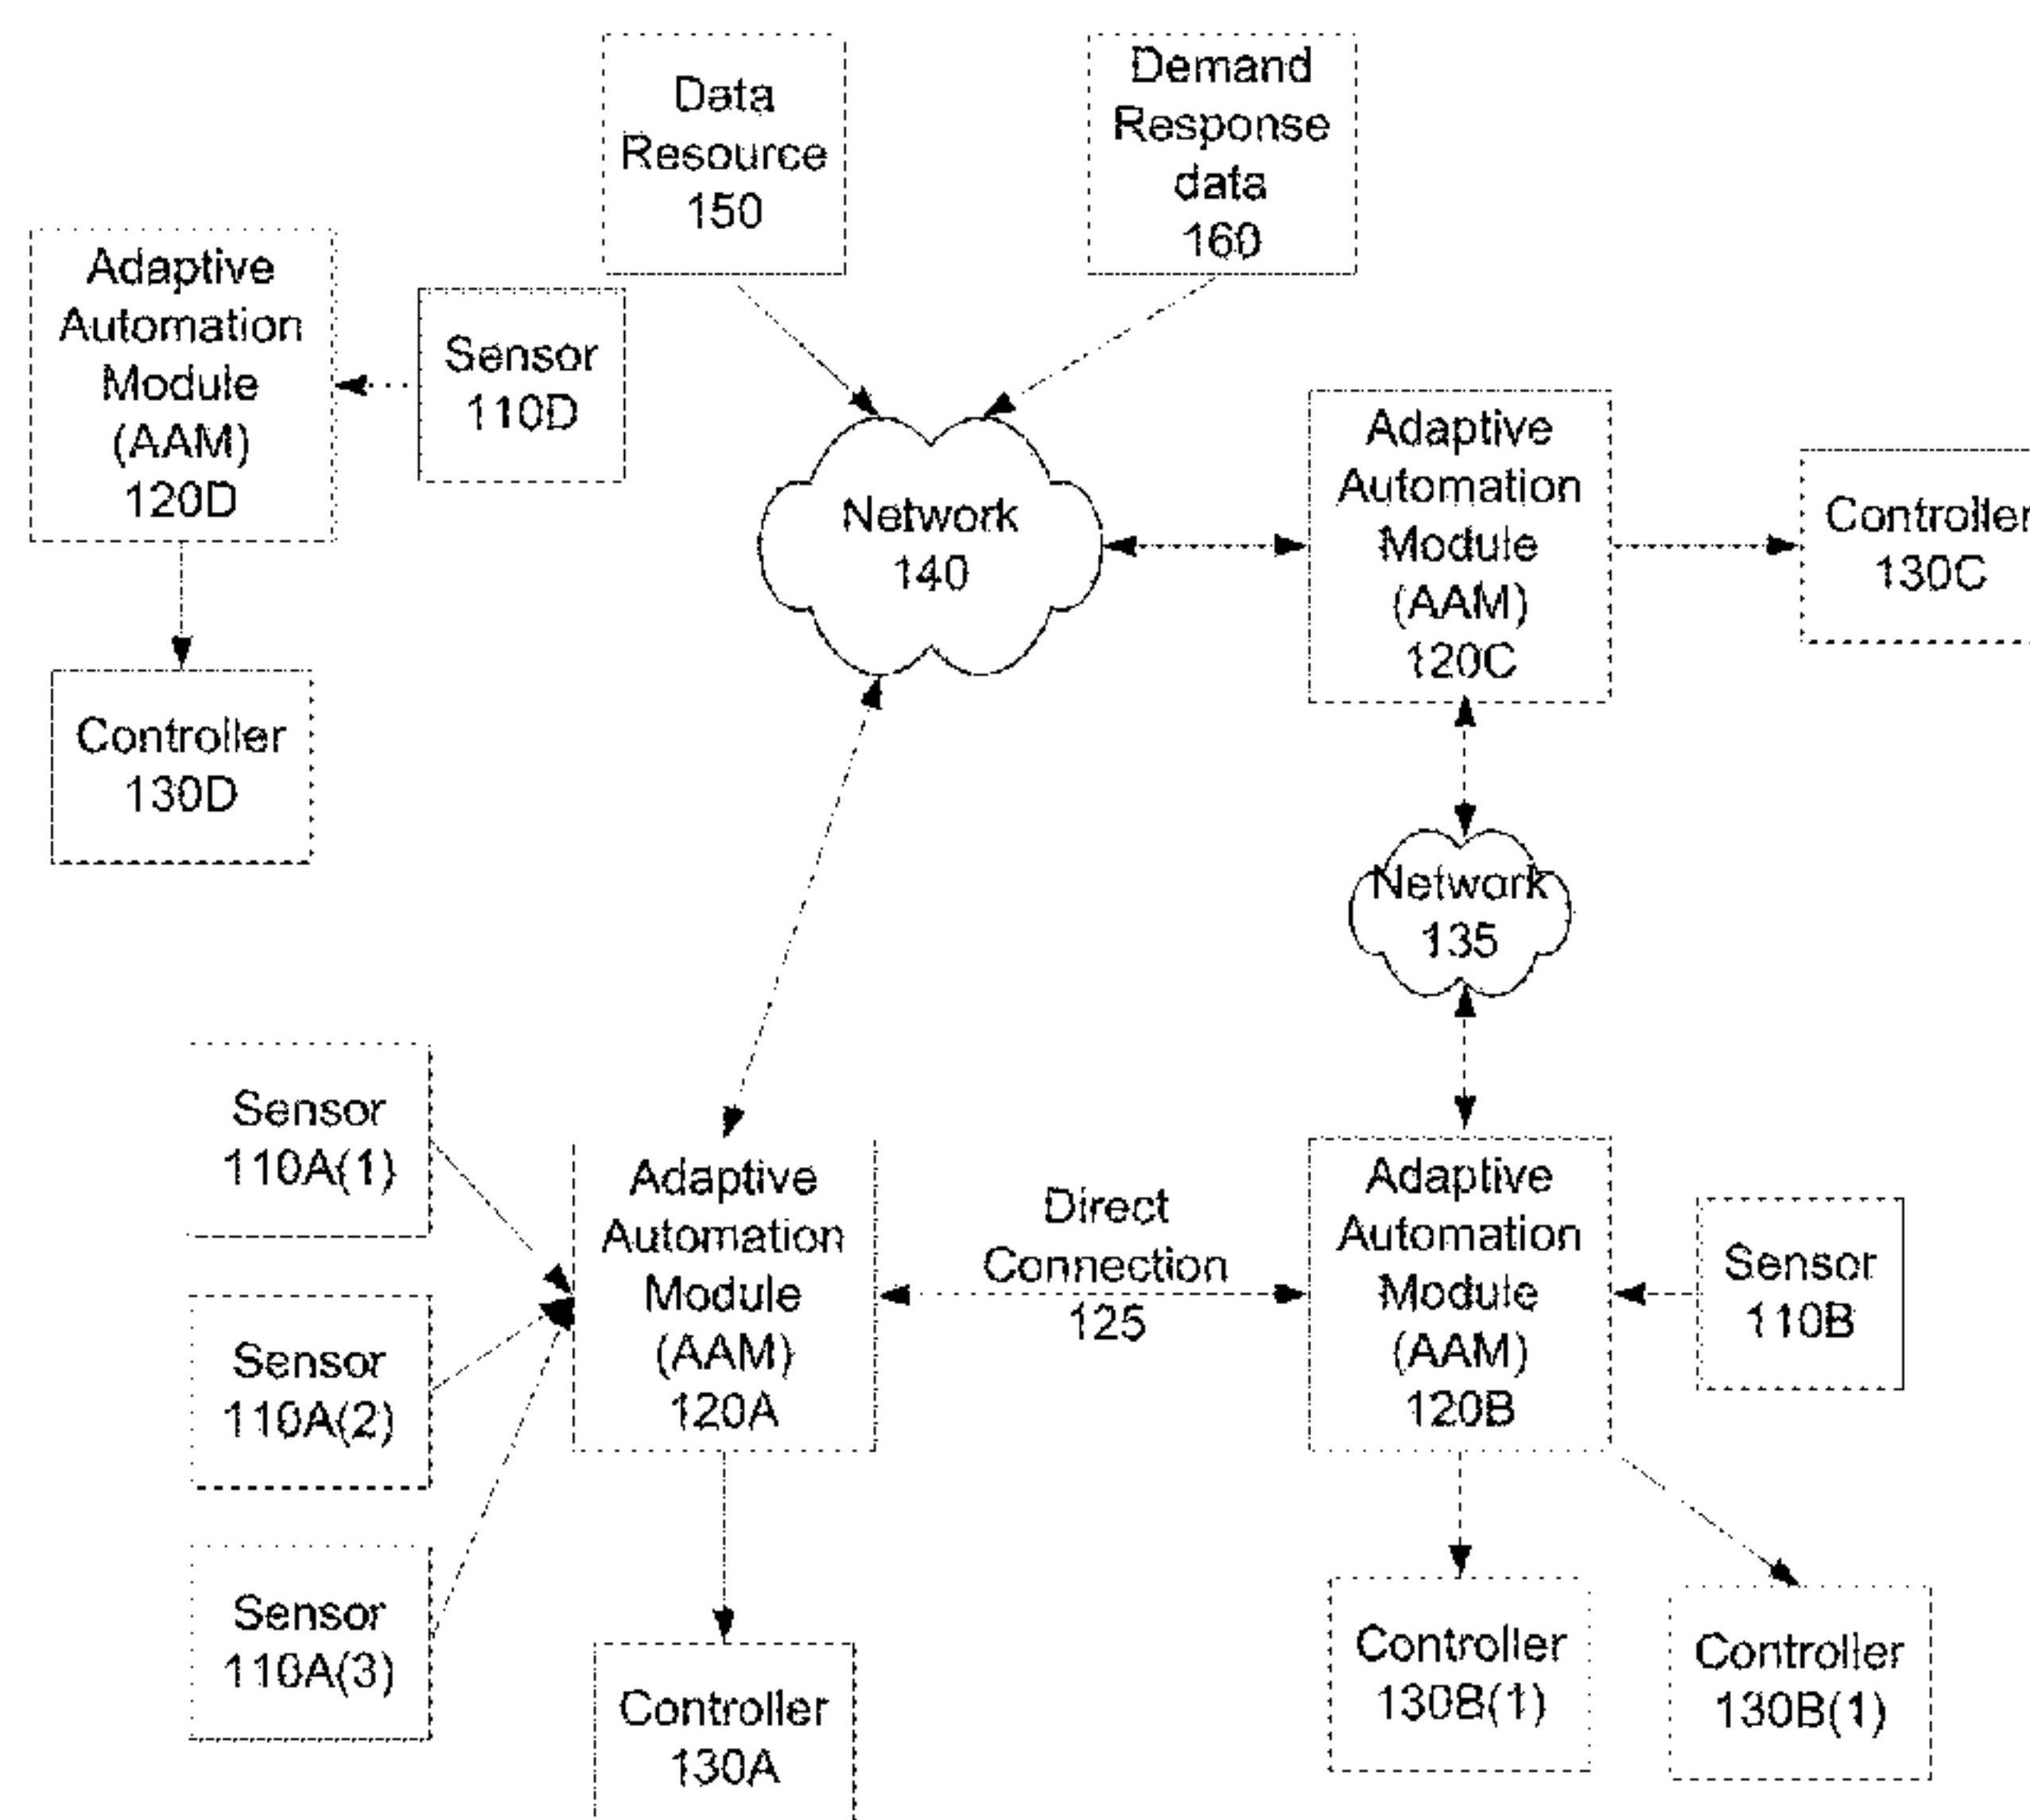 Data
Resource
150
Demand
Response
data
160
Adaptive
Automation
Module
(AAM)
120D
Sensor
110D
Controller
130D
Network
140
Adaptive
Automation
Module
(AAM)
120C
Controller
130C
Network
135
Sensor
110A(1)
Sensor
110A(2)
Sensor
110A(3)
Adaptive
Automation
Module
(AAM)
120A
Direct
Connection
125
Adaptive
Automation
Module
(AAM)
120B
Sensor
110B
Controller
130A
Controller
130B(1)
Controller
130B(1)